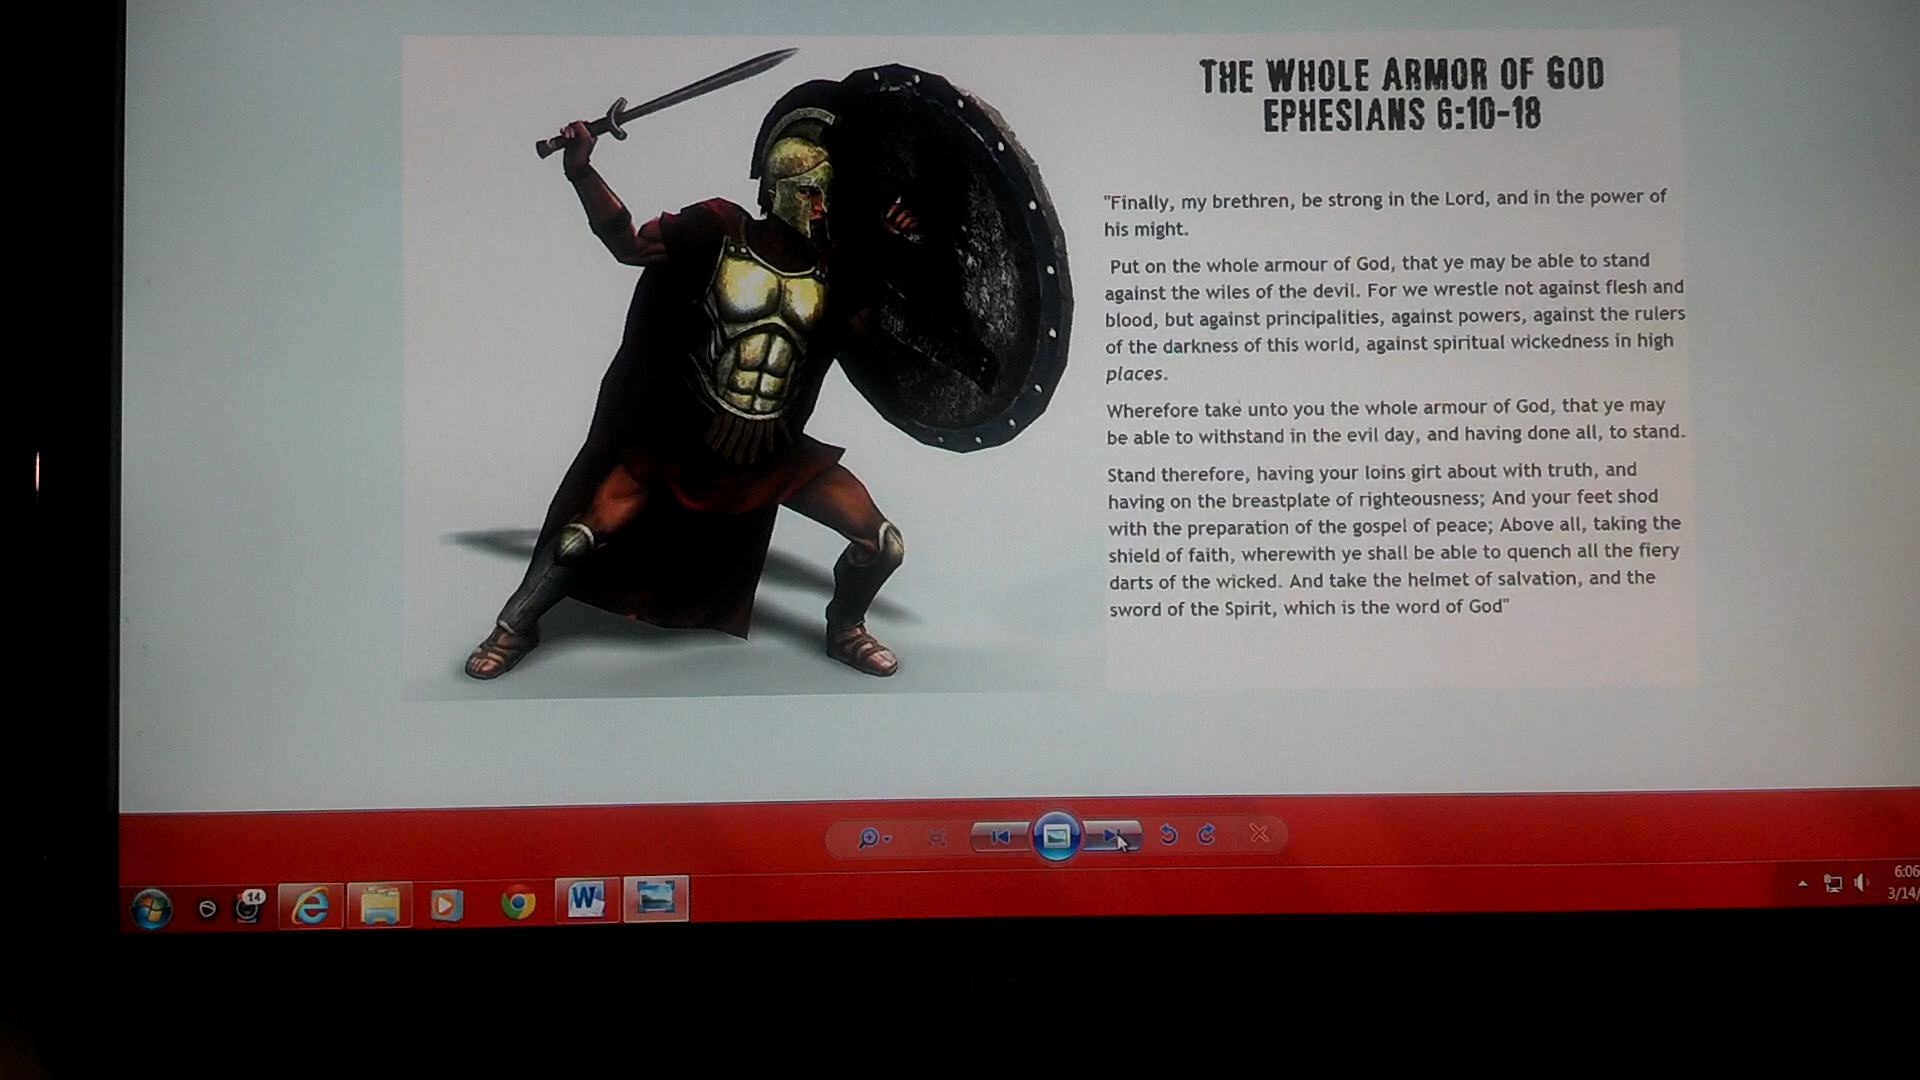 THE WHOLE ARMOR OF GOD
EPHESIANS 6:10-18
"Finally, my brethren, be strong in the Lord, and in the power of
his might.
Put on the whole armour of God, that ye may be able to stand
against the wiles of the devil. For we wrestle not against flesh and
blood, but against principalities, against powers, against the rulers
of the darkness of this world, against spiritual wickedness in high
places.
Wherefore take unto you the whole armour of God, that ye may
be able to withstand in the evil day, and having done all, to stand.
Stand therefore, having your loins girt about with truth, and
having on the breastplate of righteousness; And your feet shod
with the preparation of the gospel of peace; Above all, taking the
shield of faith, wherewith ye shall be able to quench all the fiery
darts of the wicked. And take the helmet of salvation, and the
sword of the Spirit, which is the word of God"
14
W
6:06
3/14/